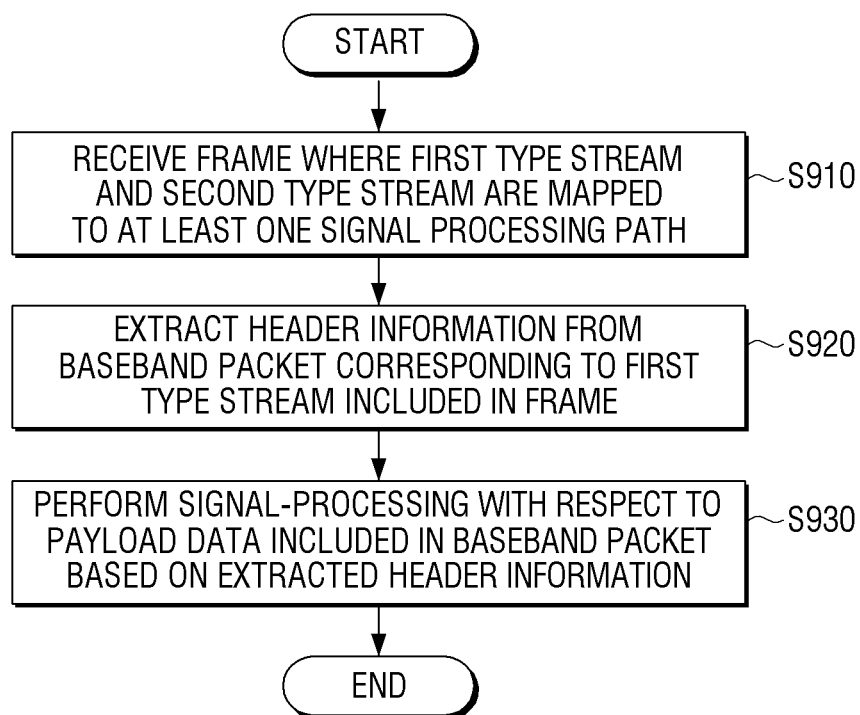 START
RECEIVE FRAME WHERE FIRST TYPE STREAM
AND SECOND TYPE STREAM ARE MAPPED
TO AT LEAST ONE SIGNAL PROCESSING PATH
S910
EXTRACT HEADER INFORMATION FROM
BASEBAND PACKET CORRESPONDING TO FIRST
TYPE STREAM INCLUDED IN FRAME
S920
PERFORM SIGNAL-PROCESSING WITH RESPECT TO
PAYLOAD DATA INCLUDED IN BASEBAND PACKET
BASED ON EXTRACTED HEADER INFORMATION
S930
END